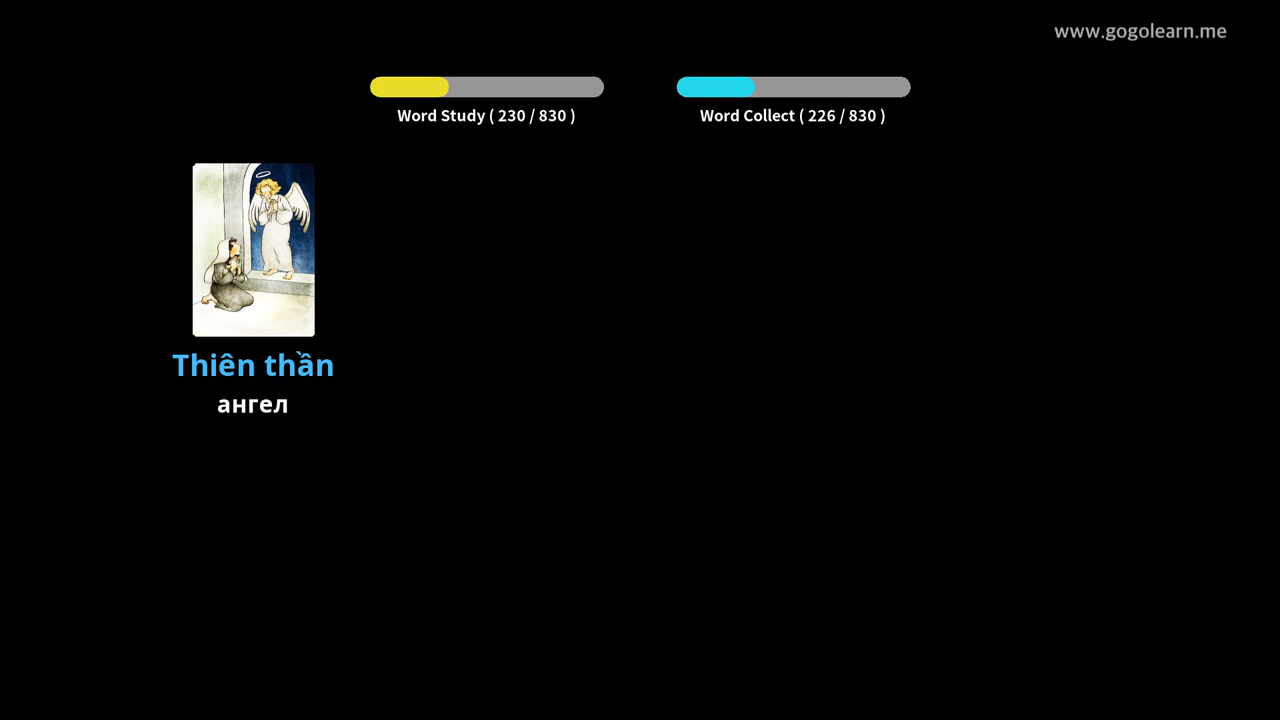 www.gogolearn.me
Word Study ( 230 / 830 )
Word Collect ( 226 / 830 )
Thiên thần
ангел